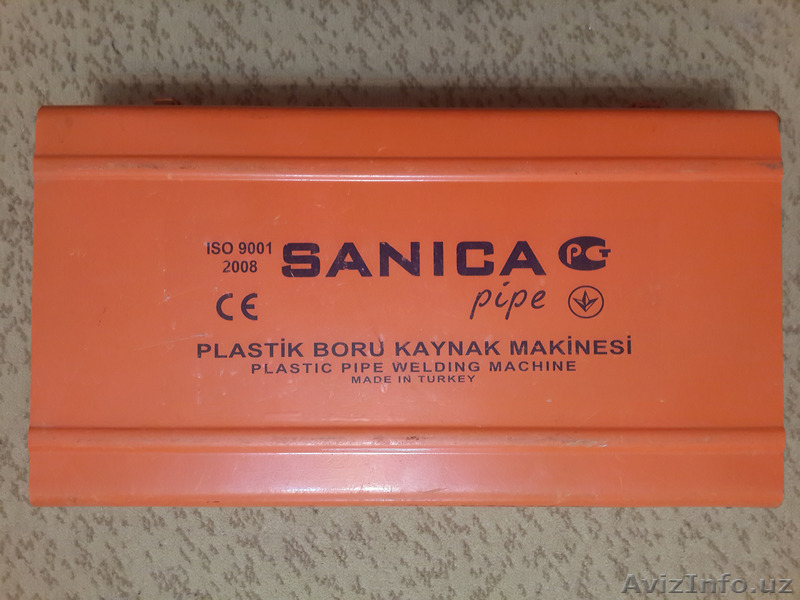 ISO 9001
2008
SANICA
pipe
CE
PLASTİK BORU KAYNAK MAKİNESİ
PLASTIC PIPE WELDING MACHINE
MADE IN TURKEY
AvizInfo.uz